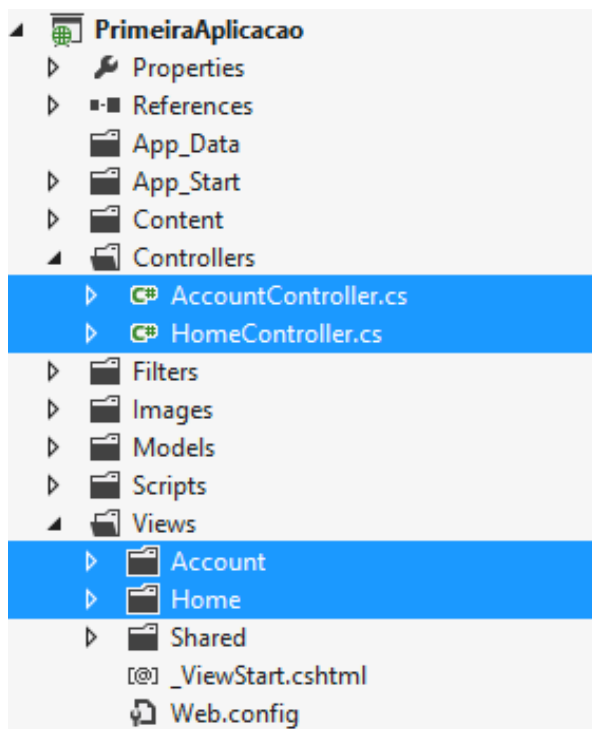 PrimeiraAplicacao
Properties
References
App_Data
App_Start
Content
Controllers
C# AccountController.cs
C# HomeController.cs
Filters
Images
Models
Scripts
Views
Account
Home
Shared
[@] _ViewStart.cshtml
Web.config